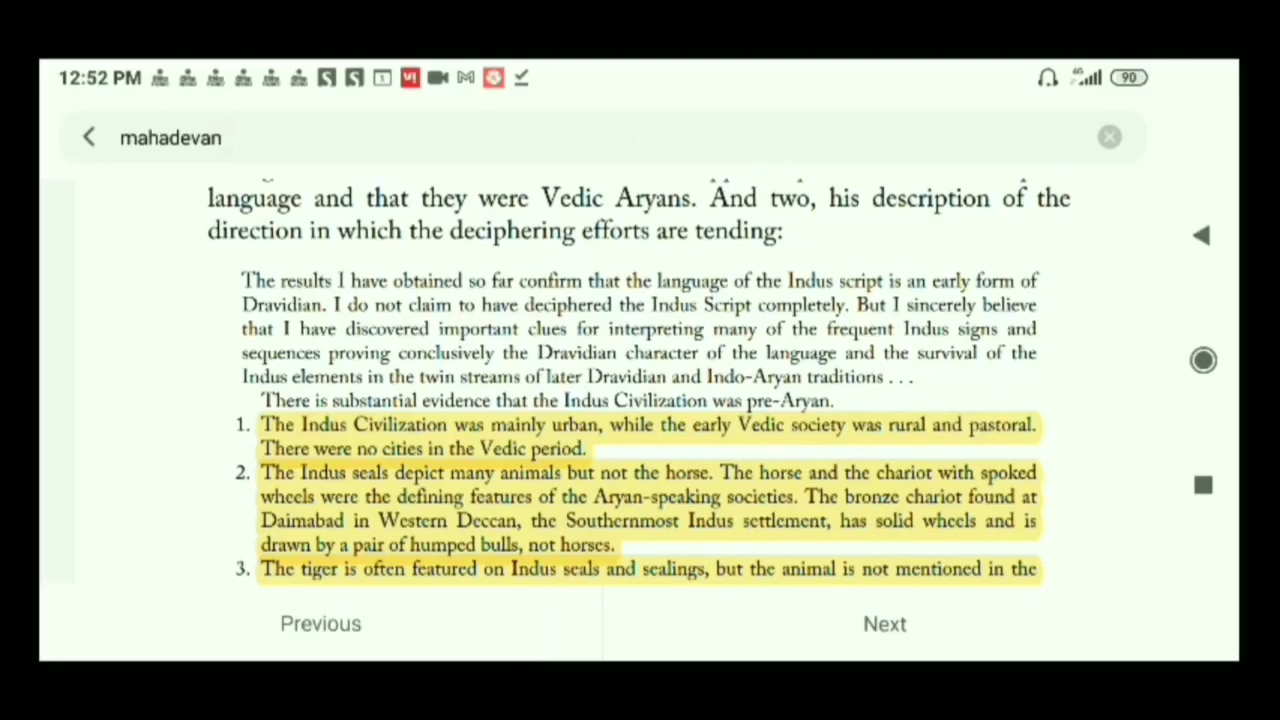 12:52 PM
90
mahadevan
language and that they were Vedic Aryans. And two, his description of the
direction in which the deciphering efforts are tending:
The results I have obtained so far confirm that the language of the Indus script is an early form of
Dravidian. I do not claim to have deciphered the Indus Script completely. But I sincerely believe
that I have discovered important clues for interpreting many of the frequent Indus signs and
sequences proving conclusively the Dravidian character of the language and the survival of the
Indus elements in the twin streams of later Dravidian and Indo-Aryan traditions . . .
There is substantial evidence that the Indus Civilization was pre-Aryan.
1. The Indus Civilization was mainly urban, while the early Vedic society was rural and pastoral.
There were no cities in the Vedic period.
2. The Indus seals depict many animals but not the horse. The horse and the chariot with spoked
wheels were the defining features of the Aryan-speaking societies. The bronze chariot found at
Daimabad in Western Deccan, the Southernmost Indus settlement, has solid wheels and is
drawn by a pair of humped bulls, not horses.
3. The tiger is often featured on Indus seals and sealings, but the animal is not mentioned in the
Previous
Next